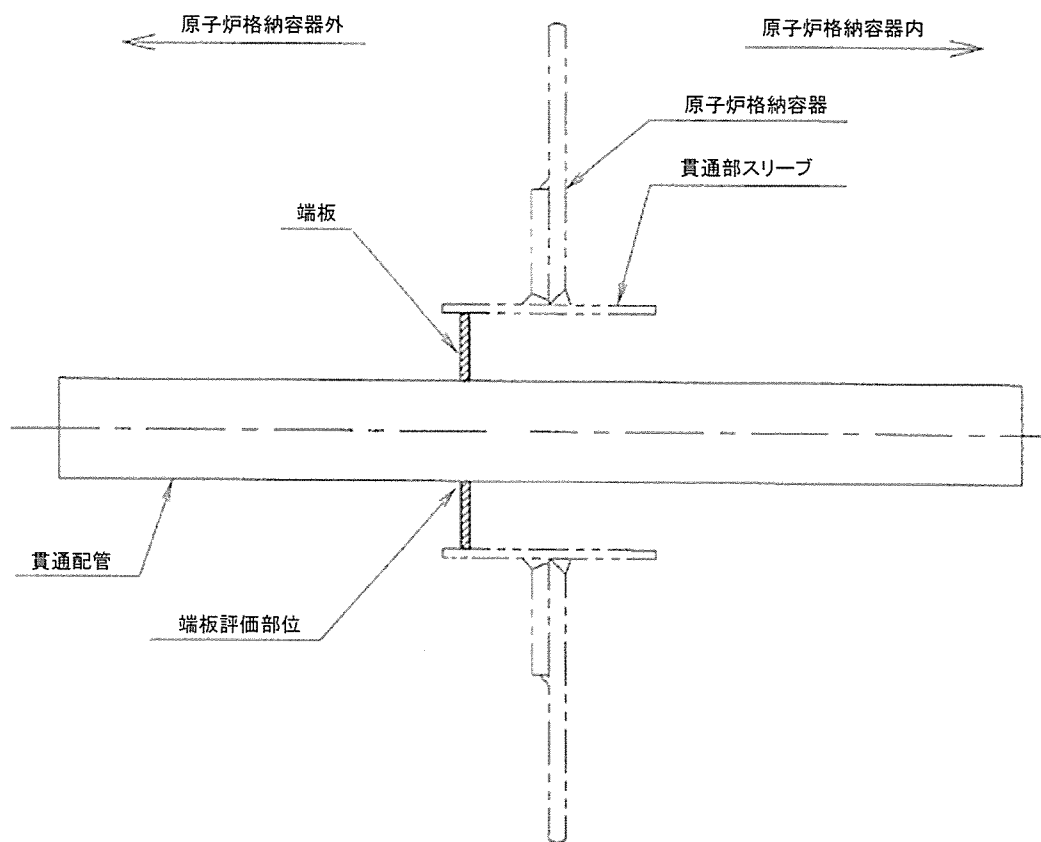 原子炉格納容器外
原子炉格納容器内
原子炉格納容器
貫通部スリーブ
端板
貫通配管
端板評価部位